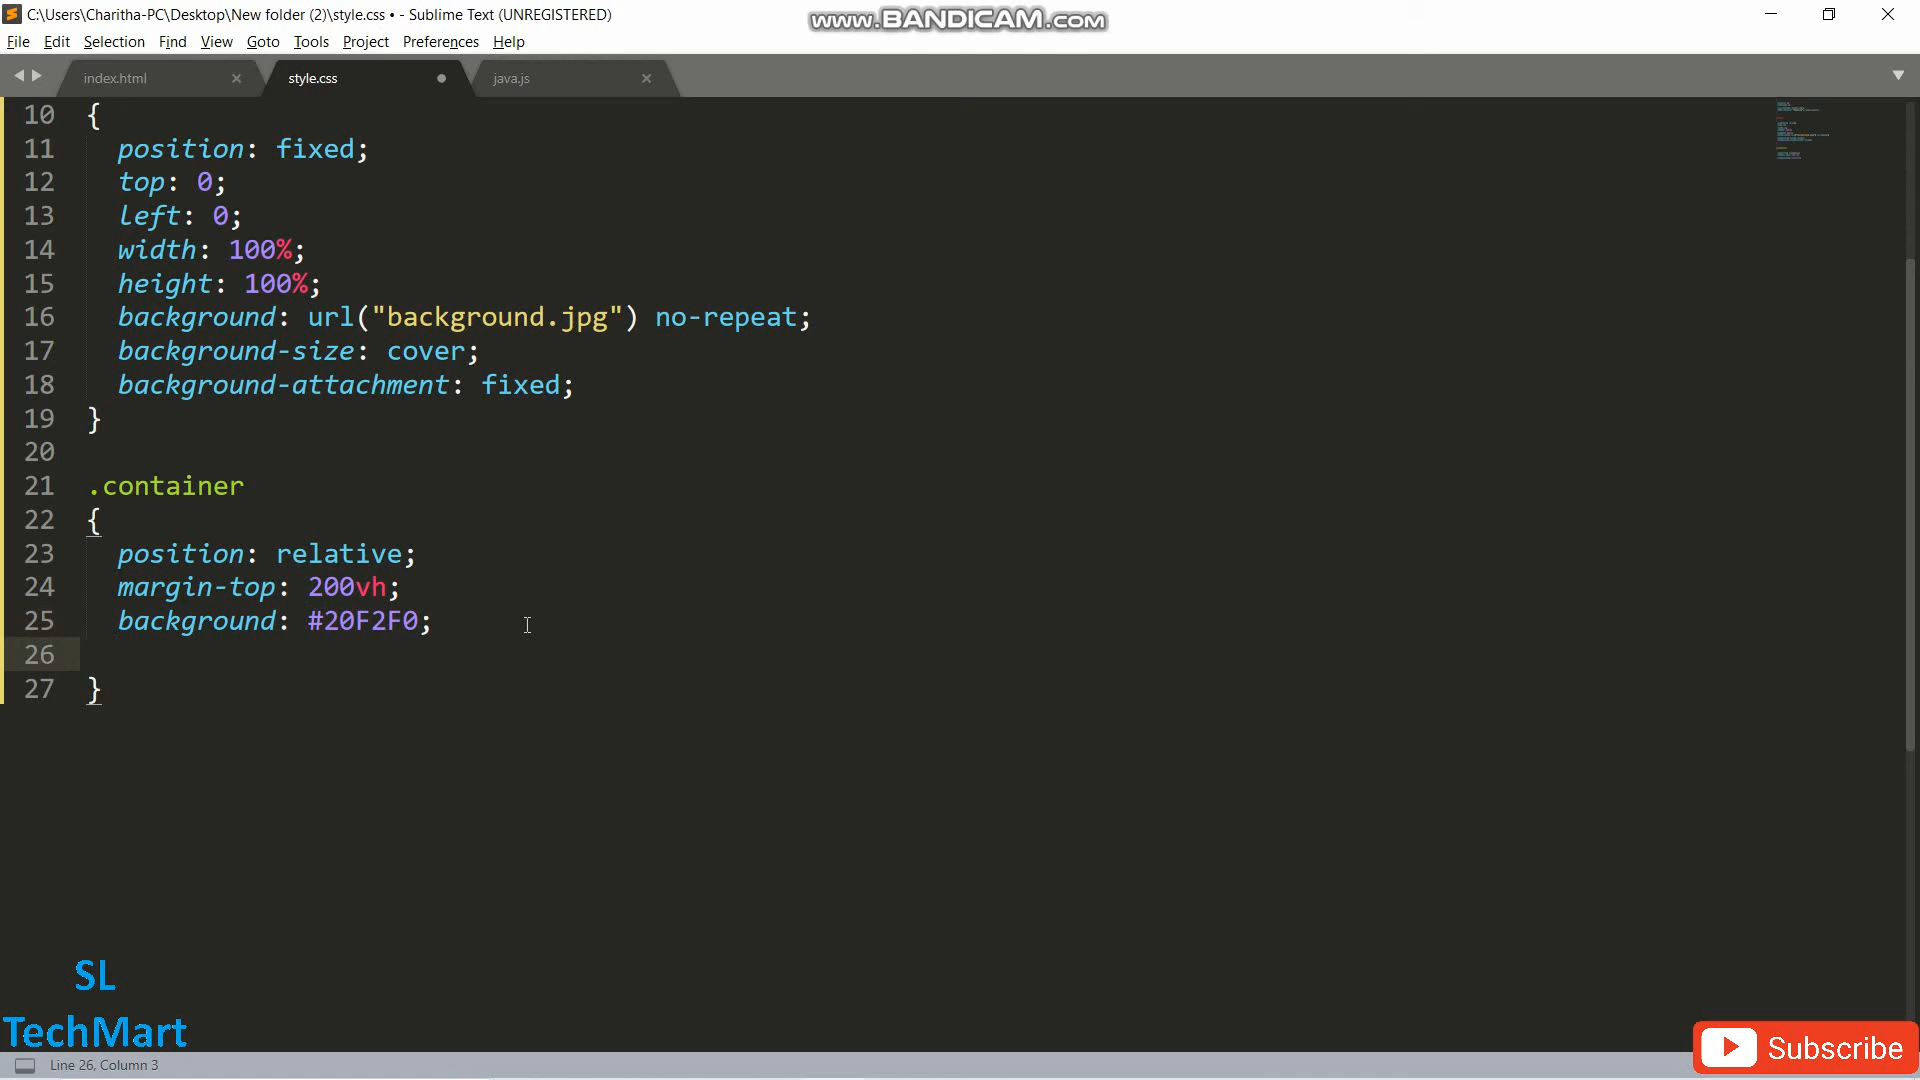 C:\Users\Charitha-PC\Desktop\New folder (2)\style.css • - Sublime Text (UNREGISTERED)
www.BANDICAM.com
File Edit Selection Find View Goto Tools Project Preferences Help
index.html style.css java.js
10 {
11 position: fixed;
12 top: 0;
13 left: 0;
14 width: 100%;
15 height: 100%;
16 background: url("background.jpg") no-repeat;
17 background-size: cover;
18 background-attachment: fixed;
19 }
20
21 .container
22 {
23 position: relative;
24 margin-top: 200vh;
25 background: #20F2F0;
26
27 }
SL
TechMart
Line 26, Column 3
Subscribe